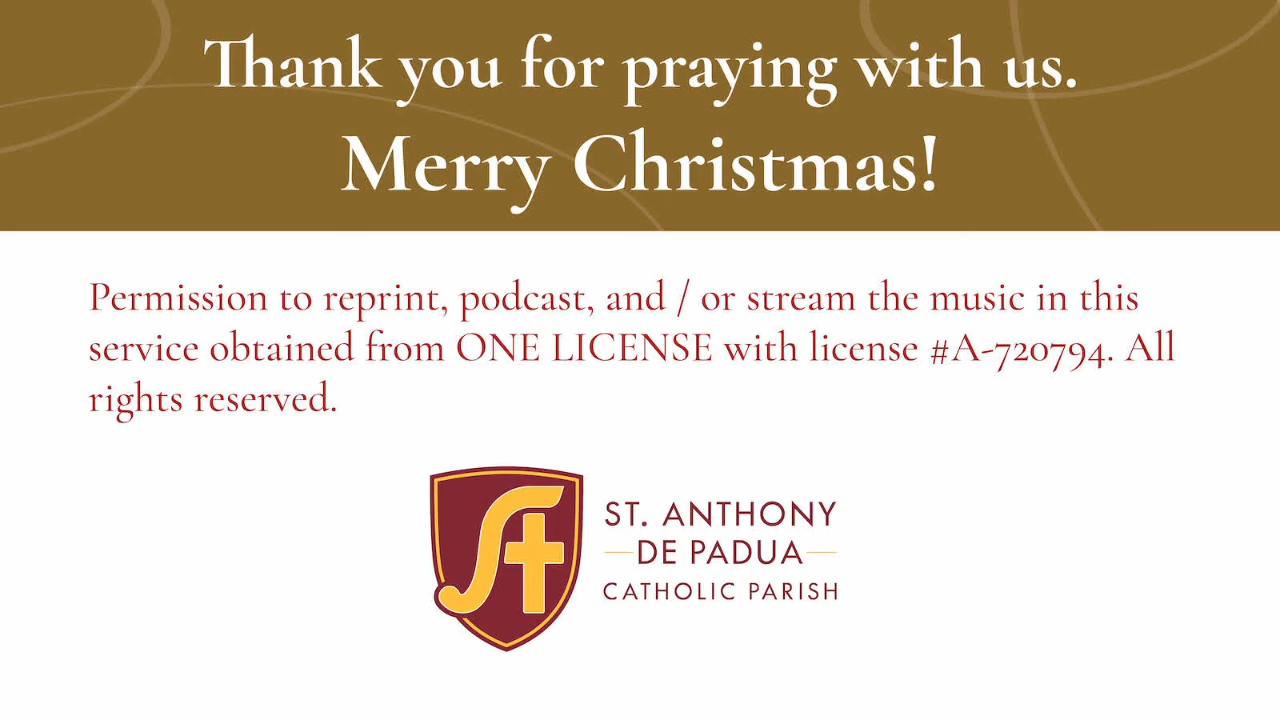 Thank you for praying with us.
Merry Christmas!
Permission to reprint, podcast, and / or stream the music in this
service obtained from ONE LICENSE with license #A-720794. All
rights reserved.
ST. ANTHONY
DE PADUA
CATHOLIC PARISH